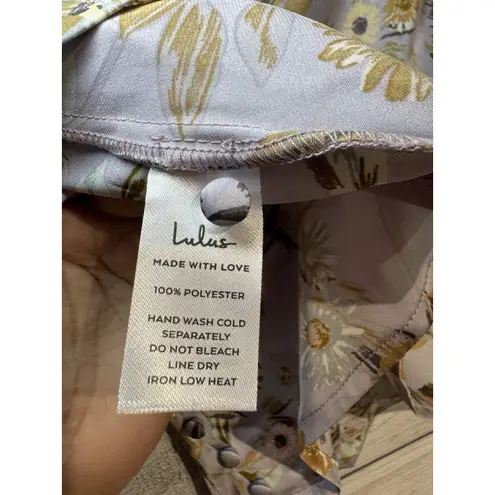 Lulus
MADE WITH LOVE
100% POLYESTER
HAND WASH COLD
SEPARATELY
DO NOT BLEACH
LINE DRY
IRON LOW HEAT